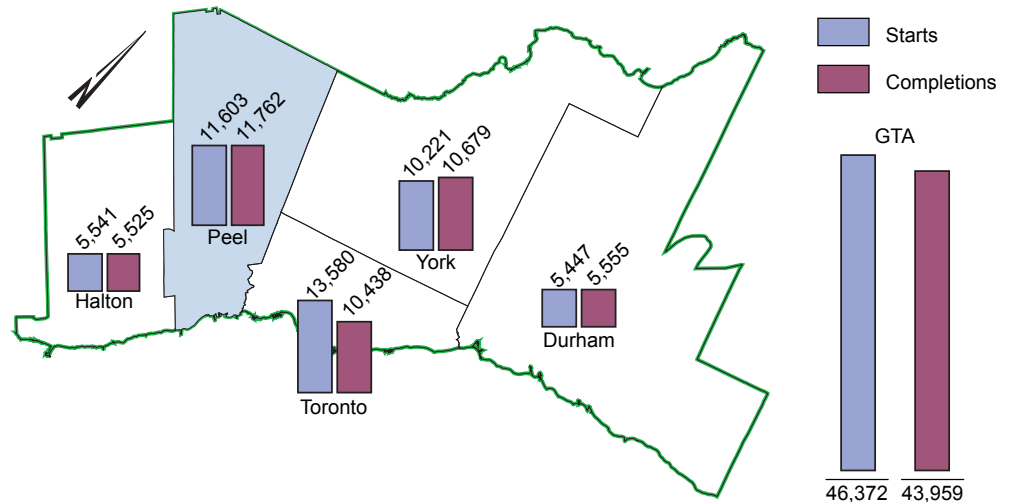 Starts
Completions
GTA
46,372
43,959
11,603
11,762
Peel
10,221
10,679
York
5,541
5,525
Halton
13,580
10,438
Toronto
5,447
5,555
Durham